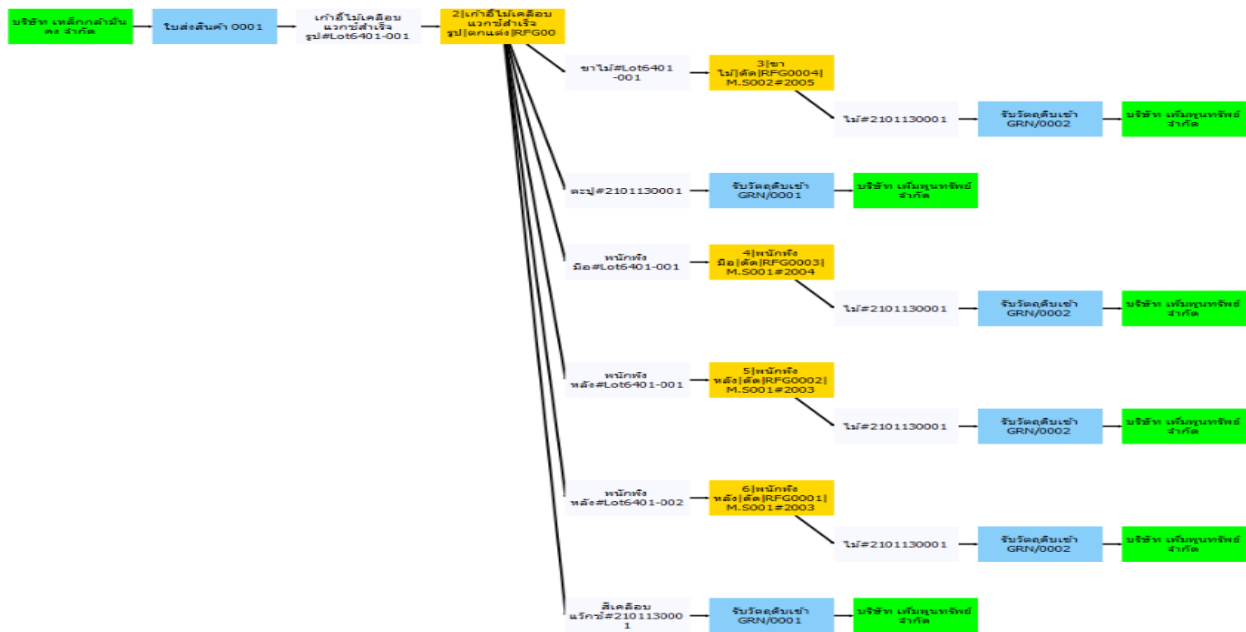 บริษัท เหล็กกล้ามั่น
คง จำกัด
ใบส่งสินค้า 0001
เก้าอี้ไม้เคลือบ
แวกซ์สำเร็จ
รูป#Lot6401-001
2|เก้าอี้ไม้เคลือบ
แวกซ์สำเร็จ
รูป|ตกแต่ง|RFG00
ขาไม้#Lot6401
-001
3|ขา
ไม้|ตัด|RFG0004|
M.S002#2005
ไม้#2101130001
รับวัตถุดิบเข้า
GRN/0002
บริษัท เพิ่มพูนทรัพย์
จำกัด
ตะปู#2101130001
รับวัตถุดิบเข้า
GRN/0001
บริษัท เพิ่มพูนทรัพย์
จำกัด
พนักพิง
มือ#Lot6401-001
4|พนักพิง
มือ|ตัด|RFG0003|
M.S001#2004
ไม้#2101130001
รับวัตถุดิบเข้า
GRN/0002
บริษัท เพิ่มพูนทรัพย์
จำกัด
พนักพิง
หลัง#Lot6401-001
5|พนักพิง
หลัง|ตัด|RFG0002|
M.S001#2003
ไม้#2101130001
รับวัตถุดิบเข้า
GRN/0002
บริษัท เพิ่มพูนทรัพย์
จำกัด
พนักพิง
หลัง#Lot6401-002
6|พนักพิง
หลัง|ตัด|RFG0001|
M.S001#2003
ไม้#2101130001
รับวัตถุดิบเข้า
GRN/0002
บริษัท เพิ่มพูนทรัพย์
จำกัด
สีเคลือบ
แว๊กซ์#210113000
1
รับวัตถุดิบเข้า
GRN/0001
บริษัท เพิ่มพูนทรัพย์
จำกัด